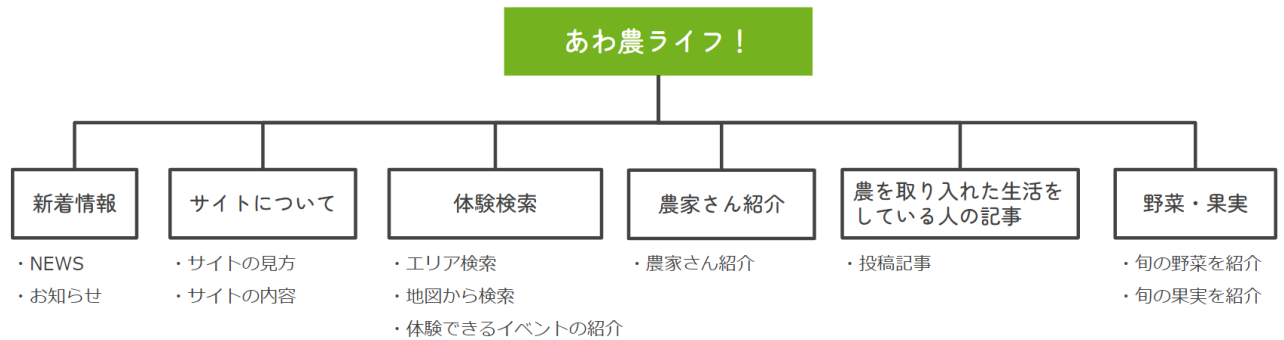 あわ農ライフ！
新着情報
・NEWS
・お知らせ
サイトについて
・サイトの見方
・サイトの内容
体験検索
・エリア検索
・地図から検索
・体験できるイベントの紹介
農家さん紹介
・農家さん紹介
農を取り入れた生活を
している人の記事
・投稿記事
野菜・果実
・旬の野菜を紹介
・旬の果実を紹介